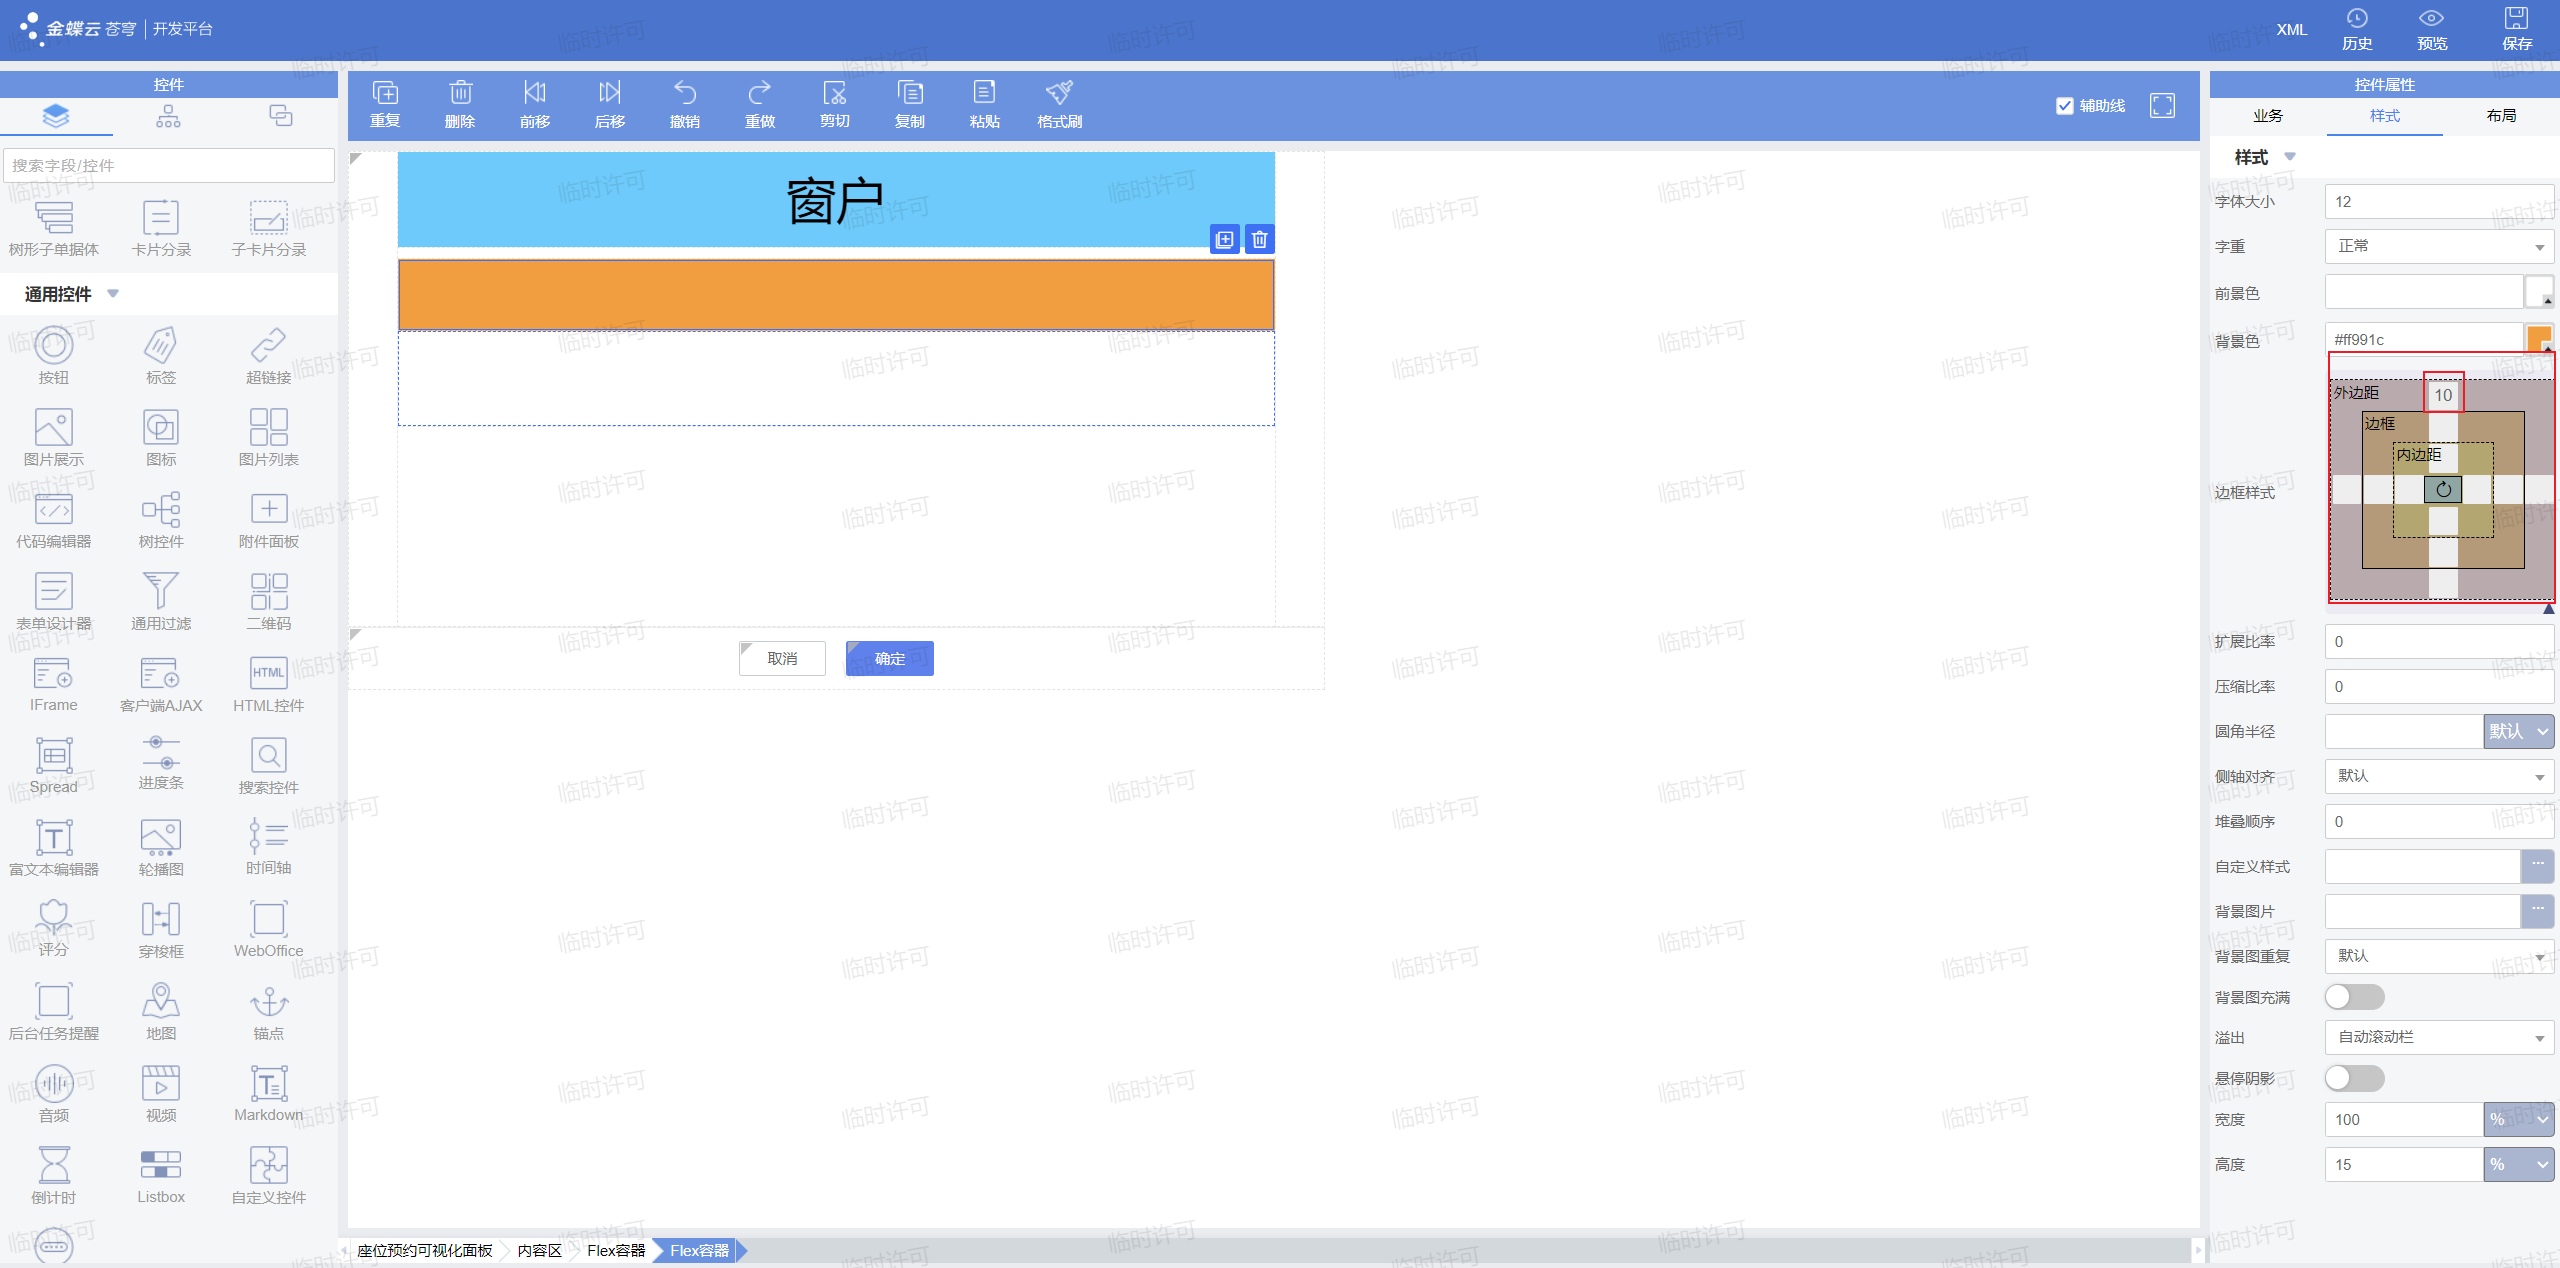 金蝶云 苍穹 | 开发平台
XML
历史
预览
保存
控件
搜索字段/控件
树形子单据体
卡片分录
子卡片分录
通用控件
按钮
标签
超链接
图片展示
图标
图片列表
代码编辑器
树控件
附件面板
表单设计器
通用过滤
二维码
IFrame
客户端AJAX
HTML
HTML控件
Spread
进度条
搜索控件
富文本编辑器
轮播图
时间轴
评分
穿梭框
WebOffice
后台任务提醒
地图
锚点
音频
视频
Markdown
倒计时
Listbox
自定义控件
重复
删除
前移
后移
撤销
重做
剪切
复制
粘贴
格式刷
辅助线
窗户
取消
确定
座位预约可视化面板
内容区
Flex容器
Flex容器
控件属性
业务
样式
布局
样式
字体大小
12
字重
正常
前景色
背景色
#ff991c
边框样式
外边距
10
边框
内边距
扩展比率
0
压缩比率
0
圆角半径
默认
侧轴对齐
默认
堆叠顺序
0
自定义样式
...
背景图片
...
背景图重复
默认
背景图充满
溢出
自动滚动栏
悬停阴影
宽度
100
%
高度
15
%
临时许可